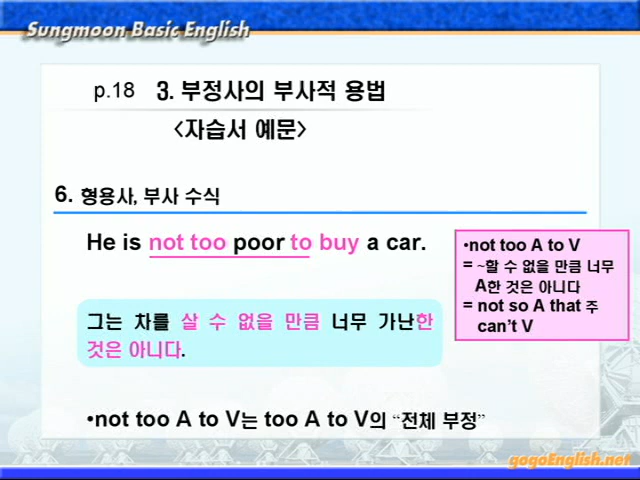 Sungmoon Basic English
p.18 3. 부정사의 부사적 용법
<자습서 예문>
6. 형용사, 부사 수식
He is not too poor to buy a car.
•not too A to V
= ~할 수 없을 만큼 너무
A한 것은 아니다
= not so A that 주
can't V
그는 차를 살 수 없을 만큼 너무 가난한
것은 아니다.
•not too A to V는 too A to V의 “전체 부정”
gogoEnglish.net